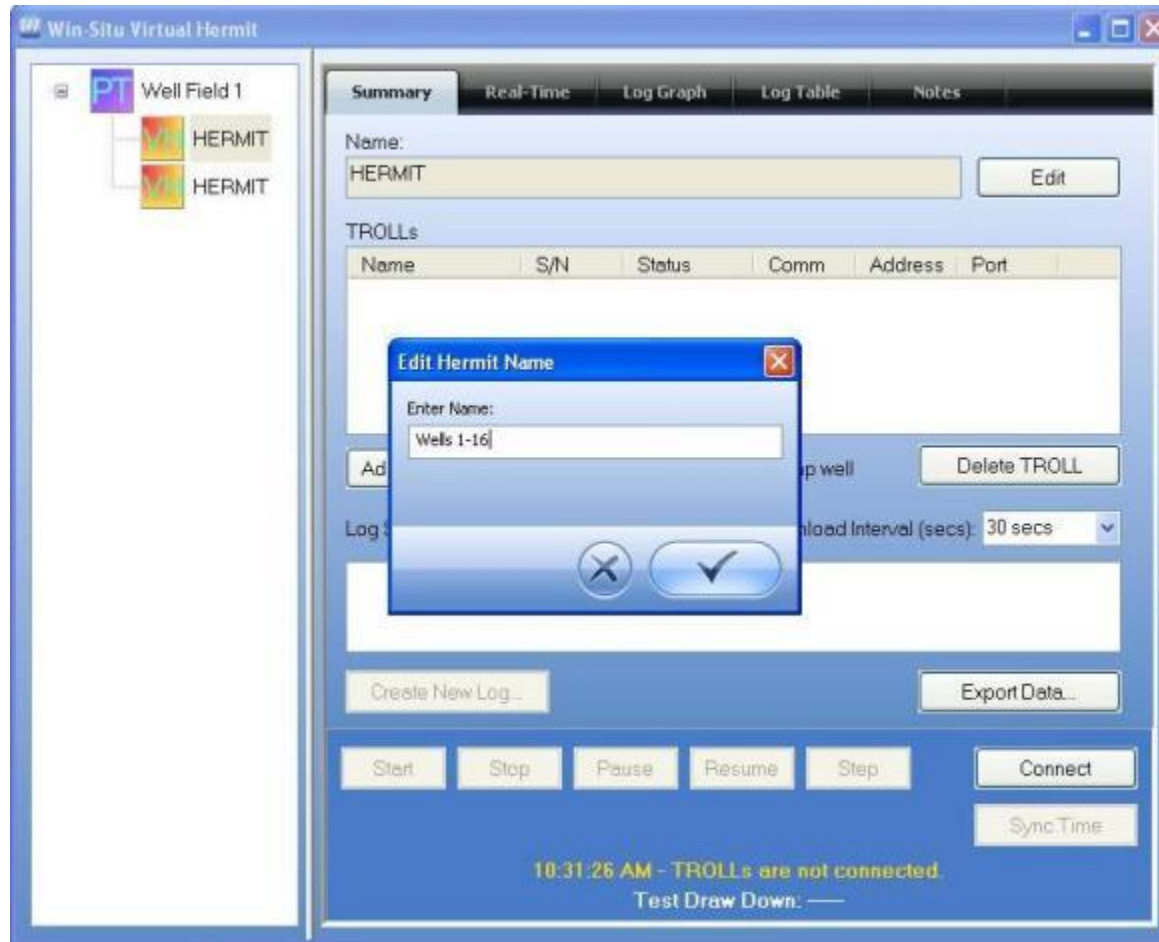 Win-Situ Virtual Hermit
PT Well Field 1
VH HERMIT
VH HERMIT
Summary Real-Time Log Graph Log Table Notes
Name:
HERMIT Edit
TROLLs
Name S/N Status Comm Address Port
Edit Hermit Name
Enter Name:
Wells 1-16
Ad p well Delete TROLL
Log nload Interval (secs): 30 secs
Create New Log... Export Data...
Start Stop Pause Resume Step Connect
Sync Time
10:31:26 AM - TROLLs are not connected.
Test Draw Down: ——